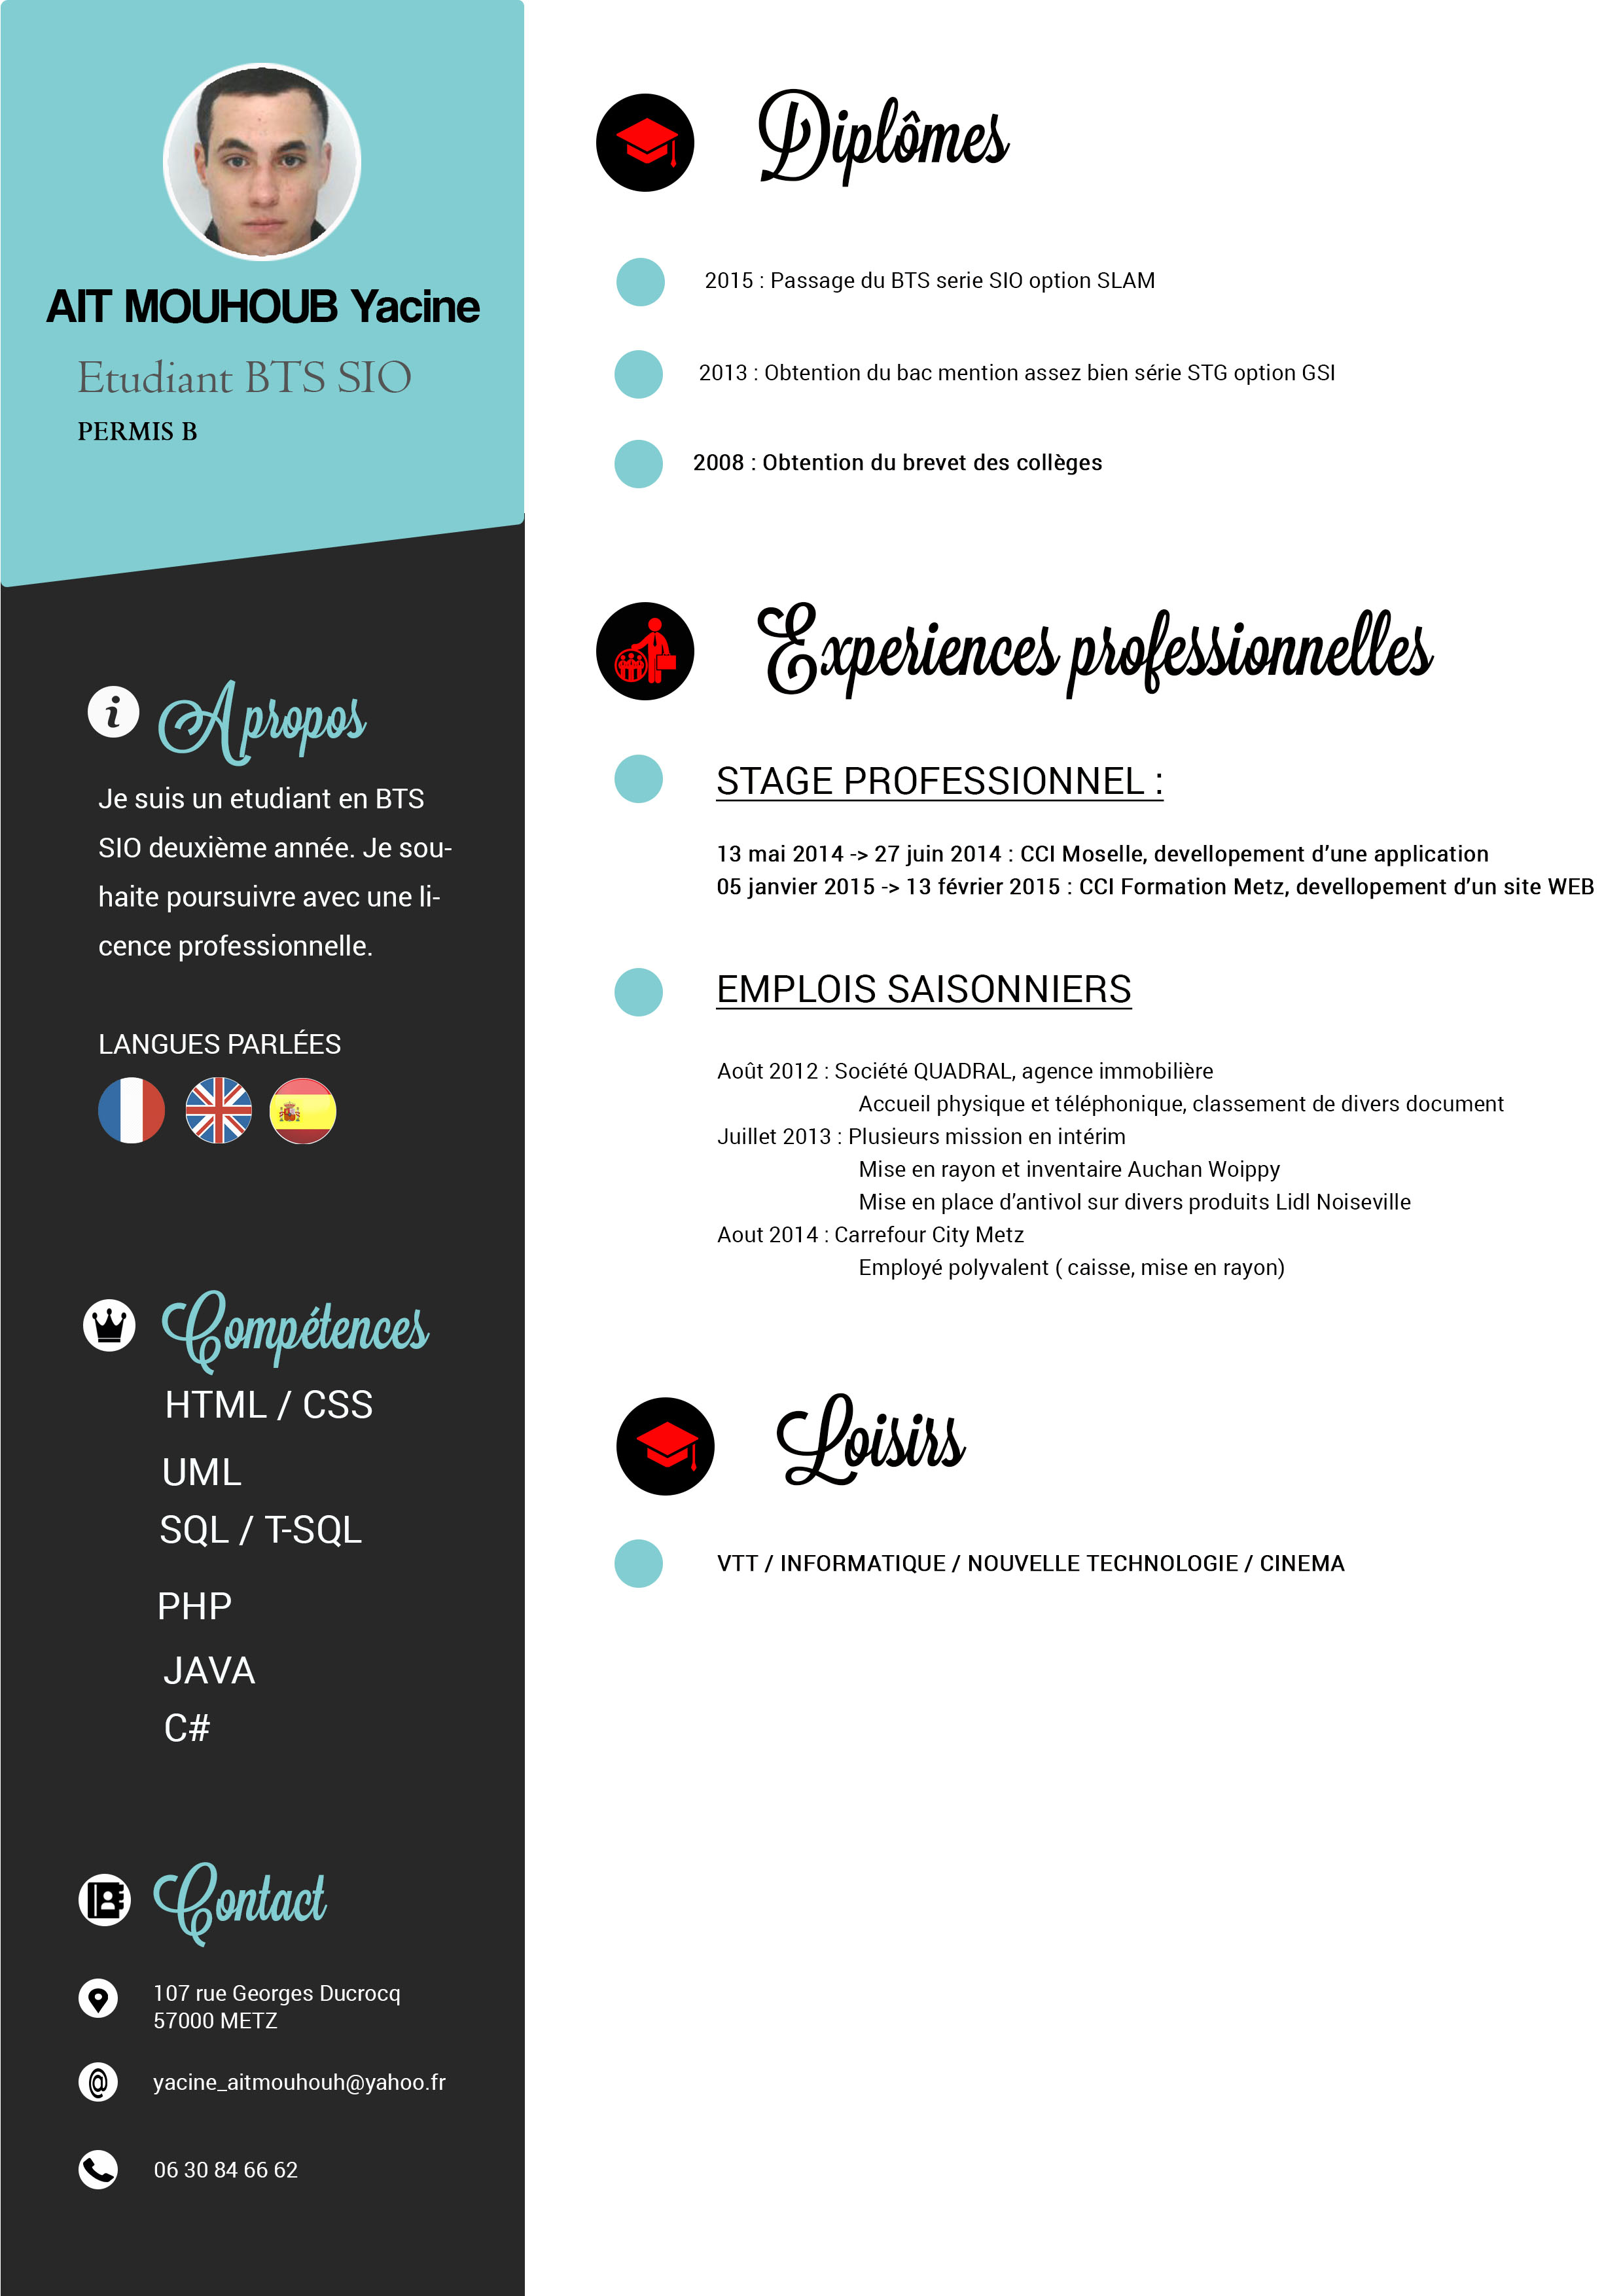 AIT MOUHOUB Yacine
Etudiant BTS SIO
PERMIS B
A propos
Je suis un etudiant en BTS
SIO deuxième année. Je sou-
haite poursuivre avec une li-
cence professionnelle.
LANGUES PARLÉES
Compétences
HTML / CSS
UML
SQL / T-SQL
PHP
JAVA
C#
Contact
107 rue Georges Ducrocq
57000 METZ
@
yacine_aitmouhouh@yahoo.fr
06 30 84 66 62
Diplômes
2015 : Passage du BTS serie SIO option SLAM
2013 : Obtention du bac mention assez bien série STG option GSI
2008 : Obtention du brevet des collèges
Experiences professionnelles
STAGE PROFESSIONNEL :
13 mai 2014 -> 27 juin 2014 : CCI Moselle, devellopement d’une application
05 janvier 2015 -> 13 février 2015 : CCI Formation Metz, devellopement d’un site WEB
EMPLOIS SAISONNIERS
Août 2012 : Société QUADRAL, agence immobilière
Accueil physique et téléphonique, classement de divers document
Juillet 2013 : Plusieurs mission en intérim
Mise en rayon et inventaire Auchan Woippy
Mise en place d’antivol sur divers produits Lidl Noiseville
Aout 2014 : Carrefour City Metz
Employé polyvalent ( caisse, mise en rayon)
Loisirs
VTT / INFORMATIQUE / NOUVELLE TECHNOLOGIE / CINEMA